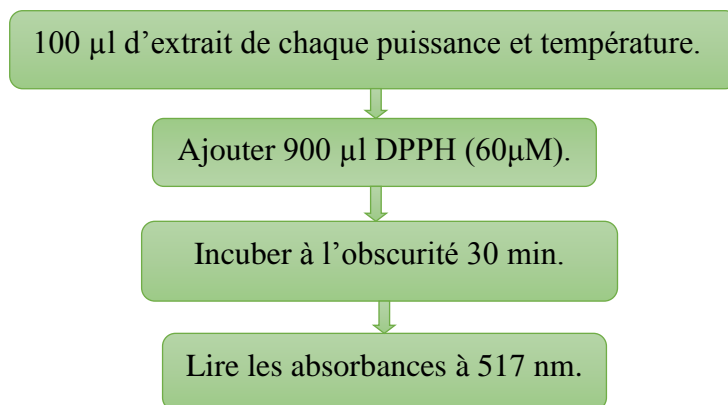 100 µl d’extrait de chaque puissance et température.
Ajouter 900 µl DPPH (60µM).
Incuber à l’obscurité 30 min.
Lire les absorbances à 517 nm.